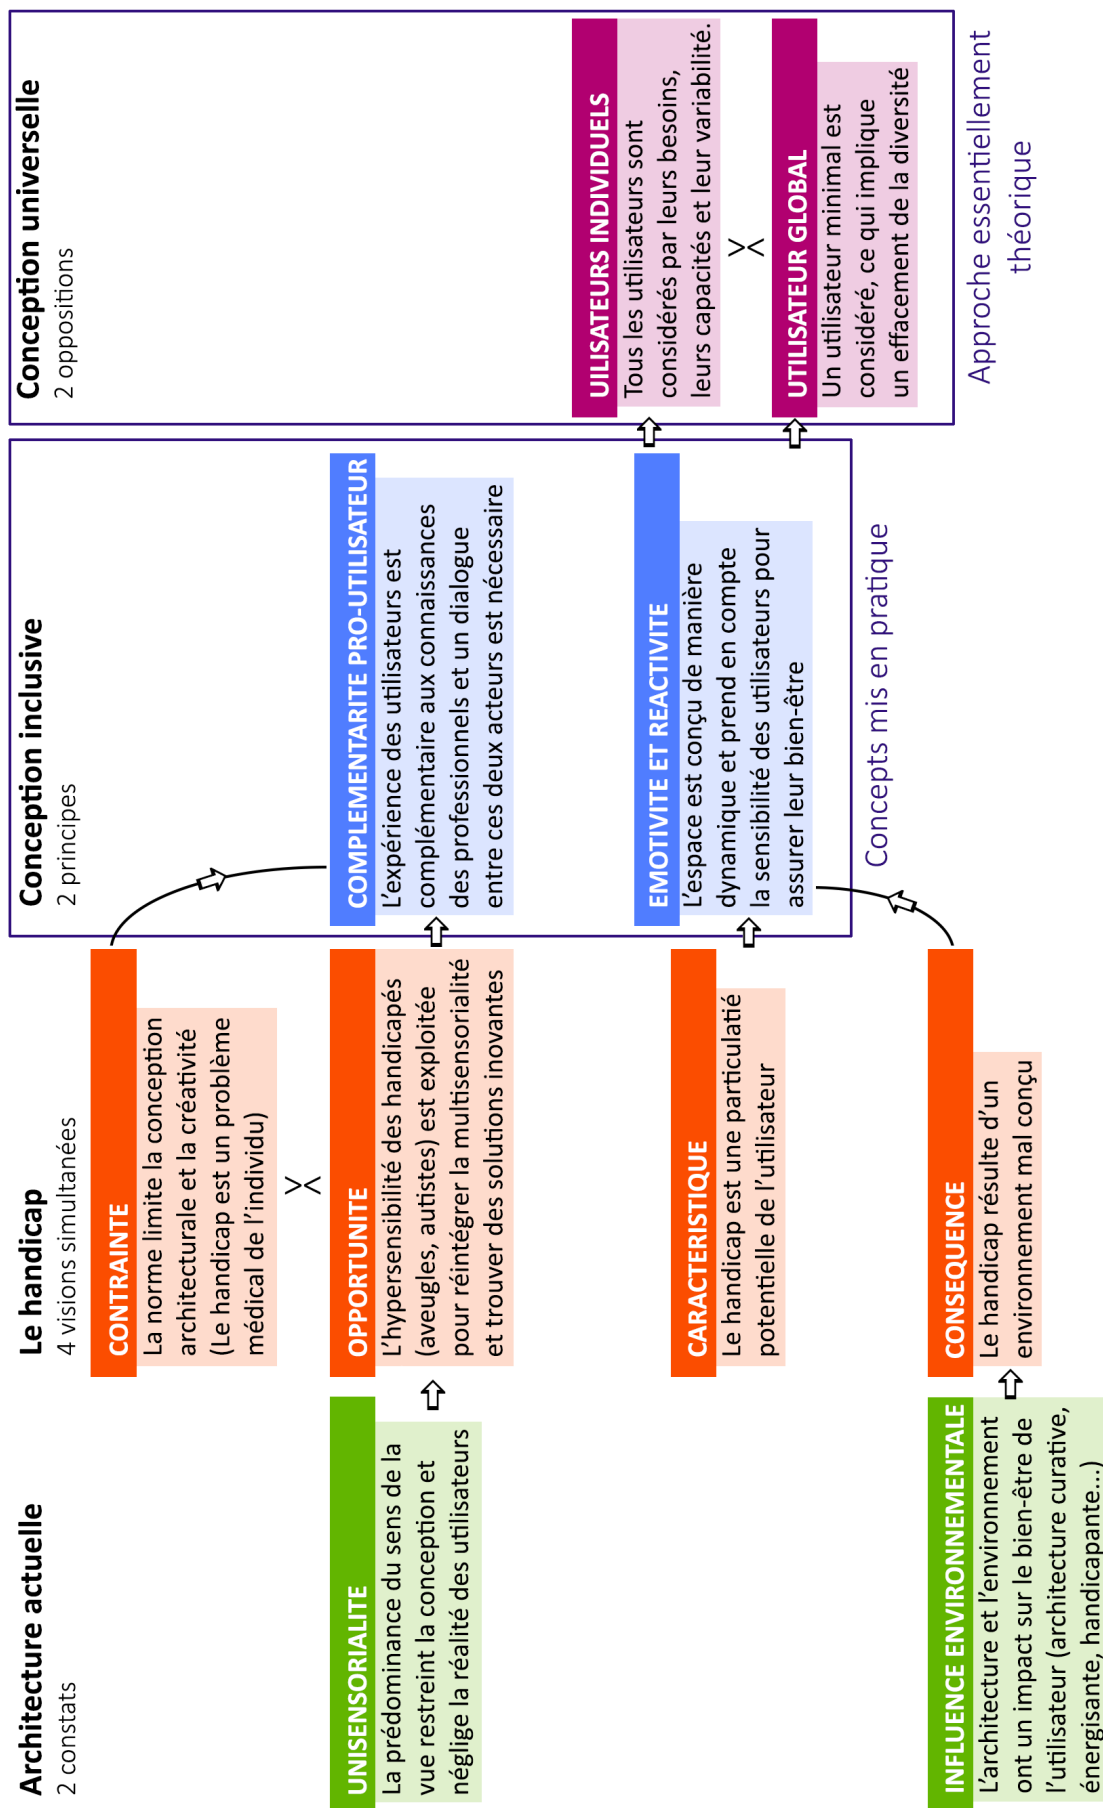 Architecture actuelle
2 constats
UNISENSORIALITE
La prédominance du sens de la
vue restreint la conception et
néglige la réalité des utilisateurs
INFLUENCE ENVIRONNEMENTALE
L’architecture et l’environnement
ont un impact sur le bien-être de
l’utilisateur (architecture curative,
énergisante, handicapante...)
Le handicap
4 visions simultanées
CONTRAINTE
La norme limite la conception
architecturale et la créativité
(Le handicap est un problème
médical de l’individu)
><
OPPORTUNITE
L’hypersensibilité des handicapés
(aveugles, autistes) est exploitée
pour réintégrer la multisensorialité
et trouver des solutions inovantes
CARACTERISTIQUE
Le handicap est une particulatié
potentielle de l’utilisateur
CONSEQUENCE
Le handicap résulte d’un
environnement mal conçu
Conception inclusive
2 principes
COMPLEMENTARITE PRO-UTILISATEUR
L’expérience des utilisateurs est
complémentaire aux connaissances
des professionnels et un dialogue
entre ces deux acteurs est nécessaire
EMOTIVITE ET REACTIVITE
L’espace est conçu de manière
dynamique et prend en compte
la sensibilité des utilisateurs pour
assurer leur bien-être
Concepts mis en pratique
Conception universelle
2 oppositions
UILISATEURS INDIVIDUELS
Tous les utilisateurs sont
considérés par leurs besoins,
leurs capacités et leur variabilité.
><
UTILISATEUR GLOBAL
Un utilisateur minimal est
considéré, ce qui implique
un effacement de la diversité
Approche essentiellement
théorique